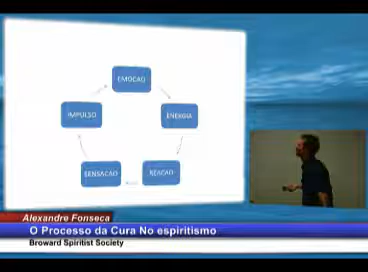 EMOCAO
IMPULSO
ENERGIA
SENSACAO
REACAO
Alexandre Fonseca
O Processo da Cura No espiritismo
Broward Spiritist Society